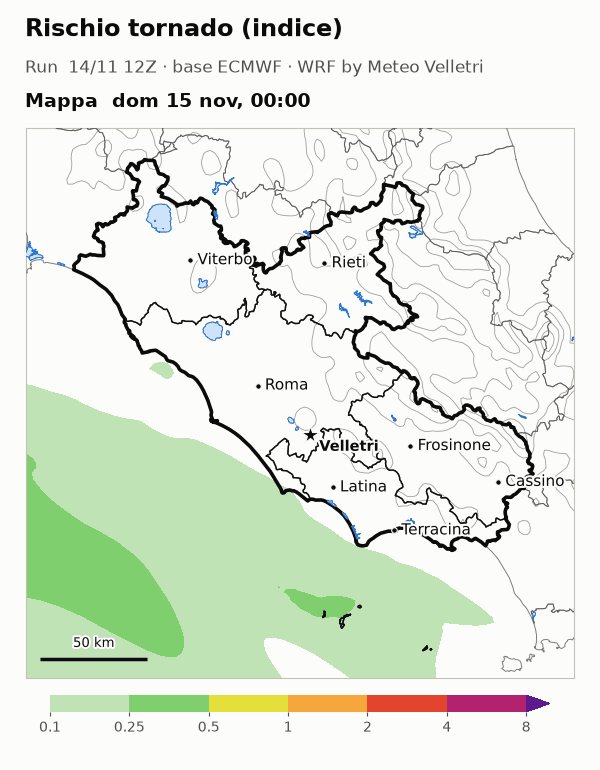 Rischio tornado (indice)
Run  14/11 12Z · base ECMWF · WRF by Meteo Velletri
Mappa  dom 15 nov, 00:00
Viterbo
Rieti
Roma
Velletri
Frosinone
Latina
Cassino
Terracina
50 km
0.1 0.25 0.5 1 2 4 8